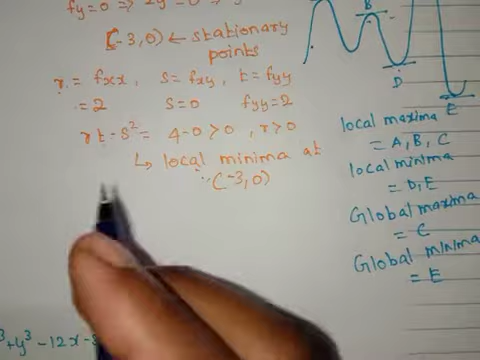 fy=0 ⇒ 2y=0 ⇒ y
(-3,0) ← stationary
points
r = fxx, s=fxy, t=fyy
=2 s=0 fyy=2
rt-s²= 4-0>0, r>0
↳ local minima at
(-3,0)
B
D
E
local maxima
= A, B, C
local minima
= D, E
Global maxima
= C
Global minima
= E
³+y³-12x-